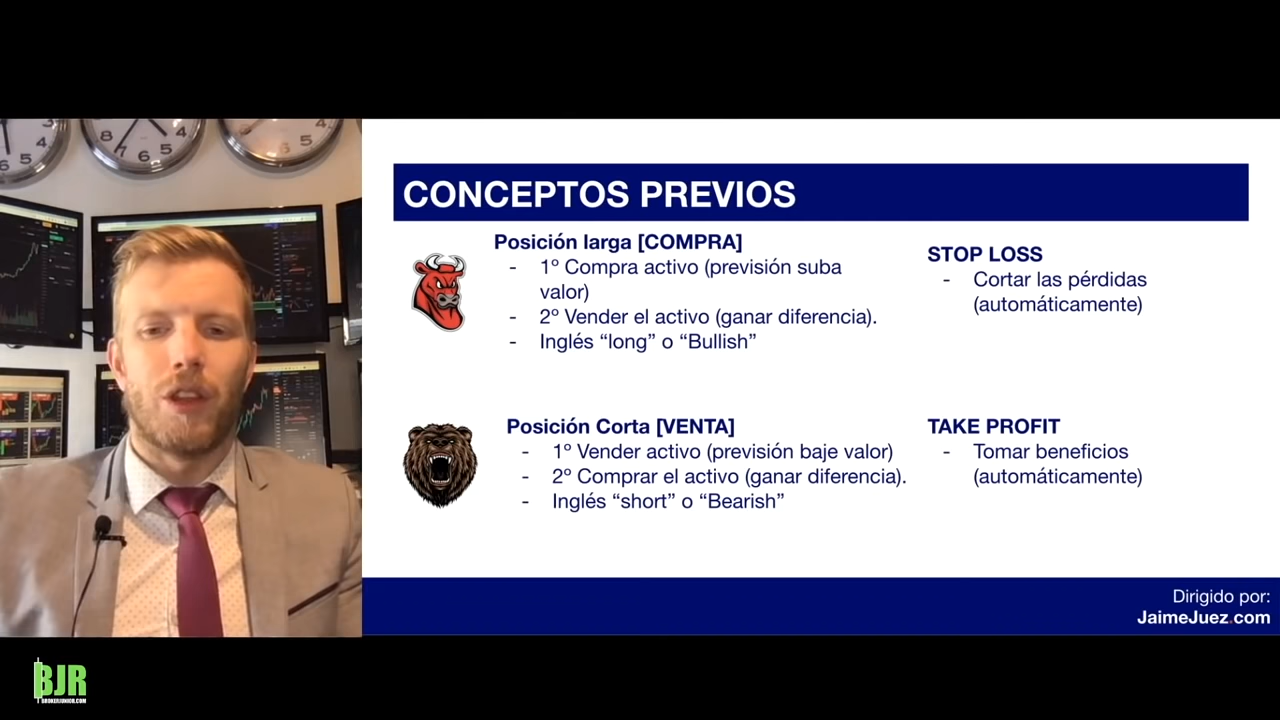 CONCEPTOS PREVIOS
Posición larga [COMPRA]
- 1º Compra activo (previsión suba
valor)
- 2º Vender el activo (ganar diferencia).
- Inglés “long” o “Bullish”
STOP LOSS
- Cortar las pérdidas
(automáticamente)
Posición Corta [VENTA]
- 1º Vender activo (previsión baje valor)
- 2º Comprar el activo (ganar diferencia).
- Inglés “short” o “Bearish”
TAKE PROFIT
- Tomar beneficios
(automáticamente)
Dirigido por:
JaimeJuez.com
BJR
BROKERJUNIOR.COM